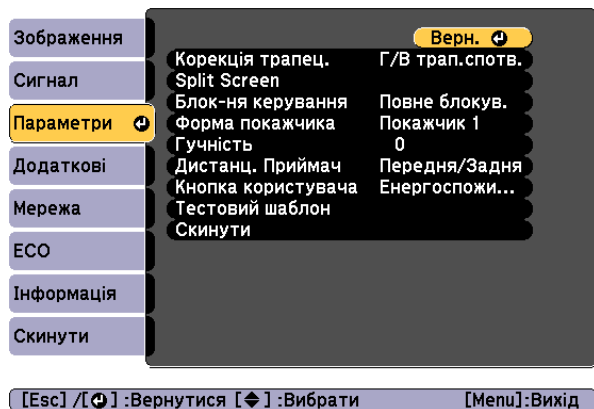 Зображення
Сигнал
Параметри
Додаткові
Мережа
ECO
Інформація
Скинути
Верн.
Корекція трапец. Г/В трап.спотв.
Split Screen
Блок-ня керування Повне блокув.
Форма покажчика Покажчик 1
Гучність 0
Дистанц. Приймач Передня/Задня
Кнопка користувача Енергоспожи...
Тестовий шаблон
Скинути
[Esc] /[ ] :Вернутися [ ] :Вибрати [Menu]:Вихід